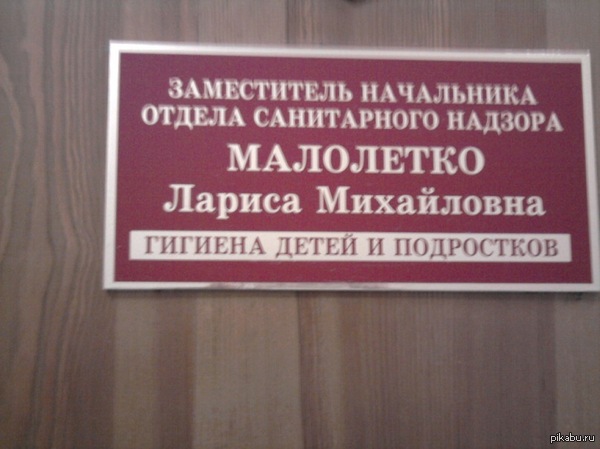 ЗАМЕСТИТЕЛЬ НАЧАЛЬНИКА
ОТДЕЛА САНИТАРНОГО НАДЗОРА
МАЛОЛЕТКО
Лариса Михайловна
ГИГИЕНА ДЕТЕЙ И ПОДРОСТКОВ
pikabu.ru